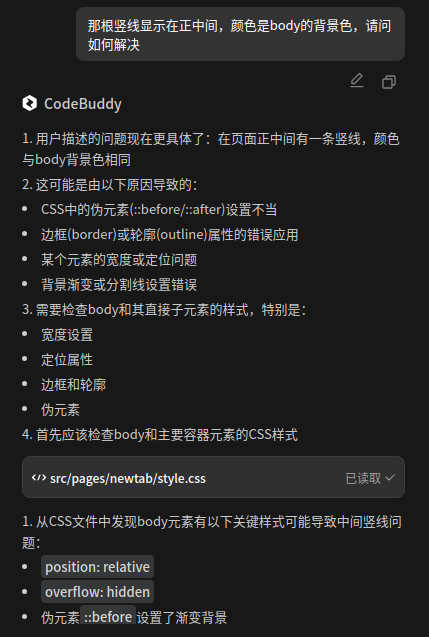 那根竖线显示在正中间，颜色是body的背景色，请问
如何解决
CodeBuddy
1. 用户描述的问题现在更具体了：在页面正中间有一条竖线，颜色
与body背景色相同
2. 这可能是由以下原因导致的：
• CSS中的伪元素(::before/::after)设置不当
• 边框(border)或轮廓(outline)属性的错误应用
• 某个元素的宽度或定位问题
• 背景渐变或分割线设置错误
3. 需要检查body和其直接子元素的样式，特别是：
• 宽度设置
• 定位属性
• 边框和轮廓
• 伪元素
4. 首先应该检查body和主要容器元素的CSS样式
</> src/pages/newtab/style.css 已读取 ✓
1. 从CSS文件中发现body元素有以下关键样式可能导致中间竖线问
题：
• position: relative
• overflow: hidden
• 伪元素 ::before 设置了渐变背景